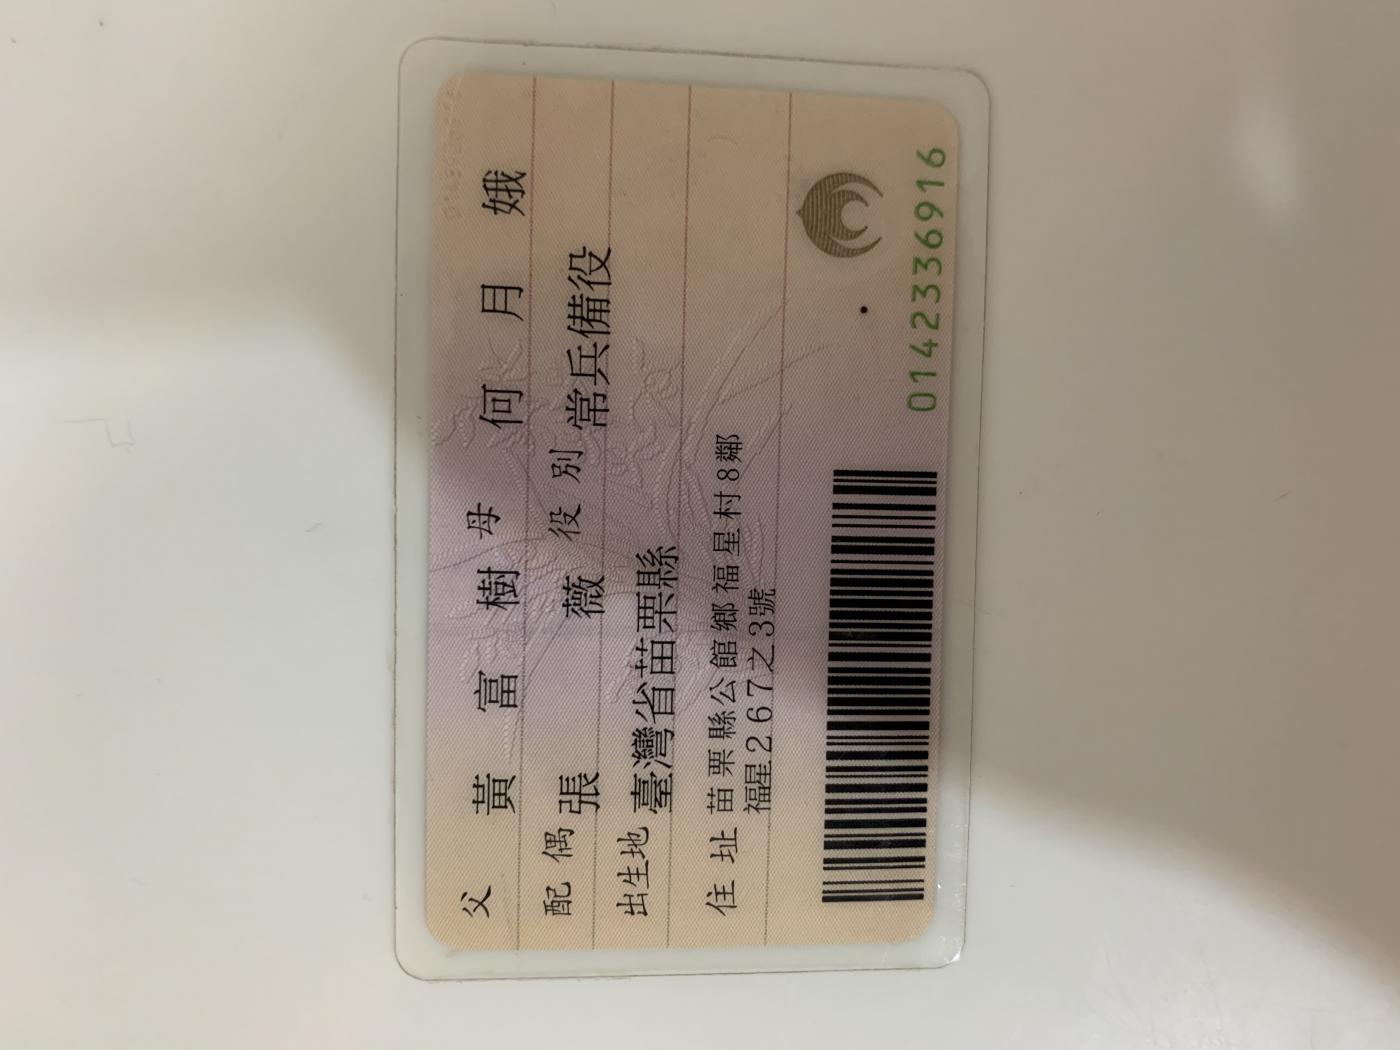 父 黃富樹 母 何月娥
配偶 張薇 役別 常兵備役
出生地 臺灣省苗栗縣
住址 苗栗縣公館鄉福星村8鄰
福星267之3號
0142336916